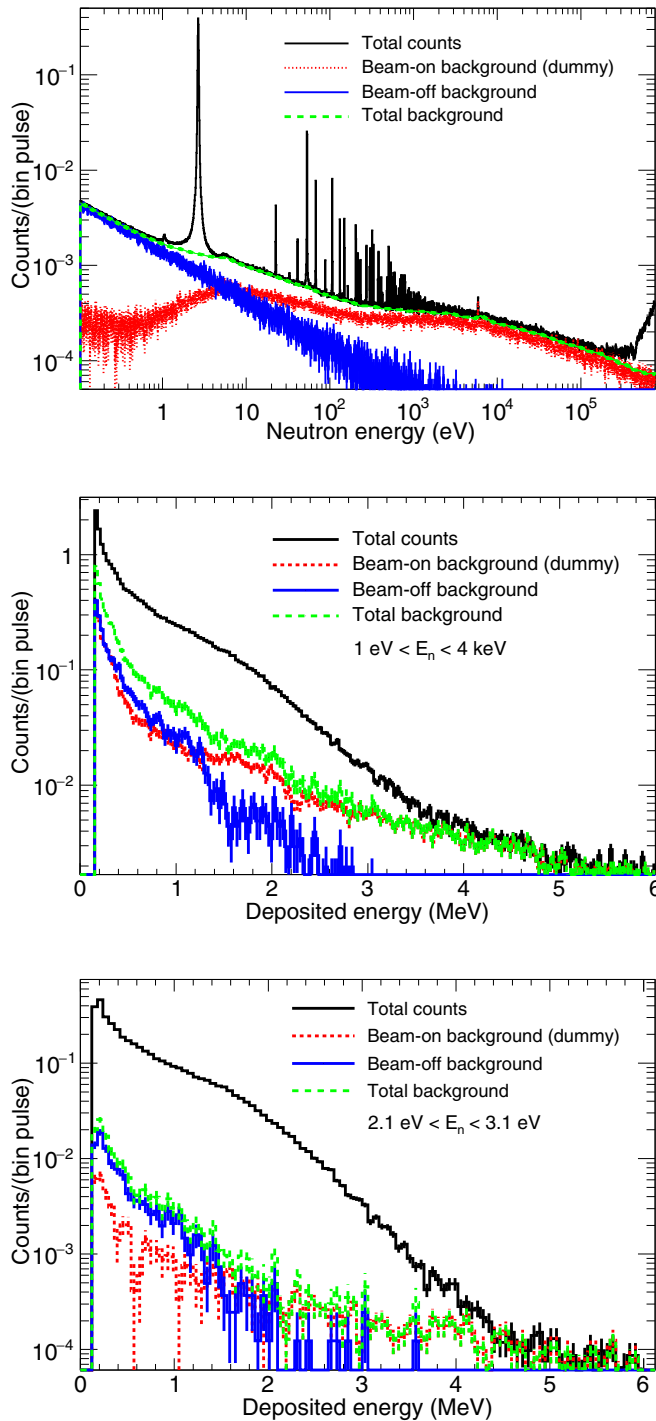 Total counts
Beam-on background (dummy)
Beam-off background
Total background
Counts/(bin pulse)
10⁻¹
10⁻²
10⁻³
10⁻⁴
1 10 10² 10³ 10⁴ 10⁵
Neutron energy (eV)
Total counts
Beam-on background (dummy)
Beam-off background
Total background
1 eV < Eₙ < 4 keV
Counts/(bin pulse)
1
10⁻¹
10⁻²
0 1 2 3 4 5 6
Deposited energy (MeV)
Total counts
Beam-on background (dummy)
Beam-off background
Total background
2.1 eV < Eₙ < 3.1 eV
Counts/(bin pulse)
10⁻¹
10⁻²
10⁻³
10⁻⁴
0 1 2 3 4 5 6
Deposited energy (MeV)